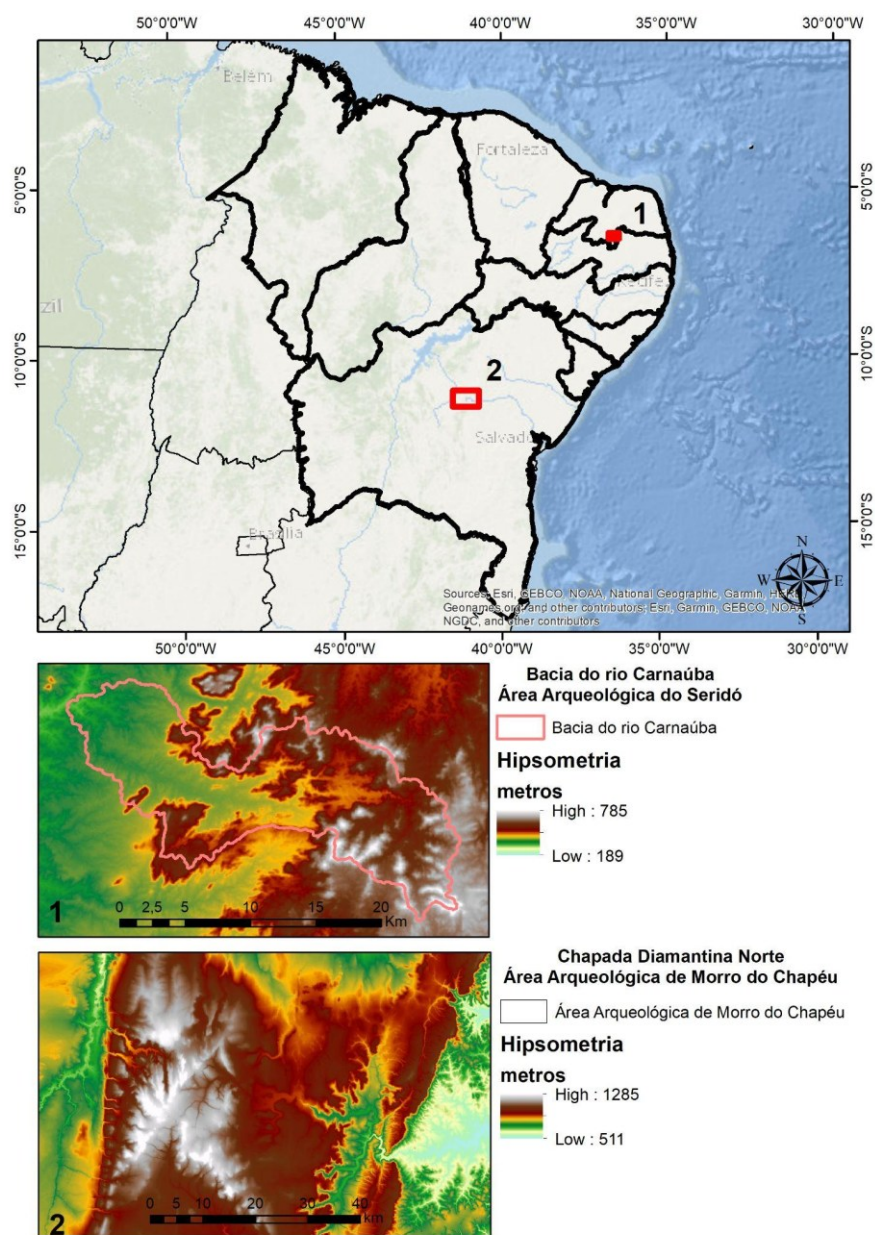 50°0'0"W 45°0'0"W 40°0'0"W 35°0'0"W 30°0'0"W
Belém
Fortaleza
5°0'0"S 5°0'0"S
1
Recife
zil
10°0'0"S 10°0'0"S
2
Salvador
15°0'0"S 15°0'0"S
Brasília
N
W E
S
Sources: Esri, GEBCO, NOAA, National Geographic, Garmin,
Geonames.org, and other contributors; Esri, Garmin, GEBCO, NOAA
NGDC, and other contributors
50°0'0"W 45°0'0"W 40°0'0"W 35°0'0"W 30°0'0"W
Bacia do rio Carnaúba
Área Arqueológica do Seridó
Bacia do rio Carnaúba
Hipsometria
metros
High : 785
Low : 189
1
0 2,5 5 10 15 20
Km
Chapada Diamantina Norte
Área Arqueológica de Morro do Chapéu
Área Arqueológica de Morro do Chapéu
Hipsometria
metros
High : 1285
Low : 511
2
0 5 10 20 30 40
km